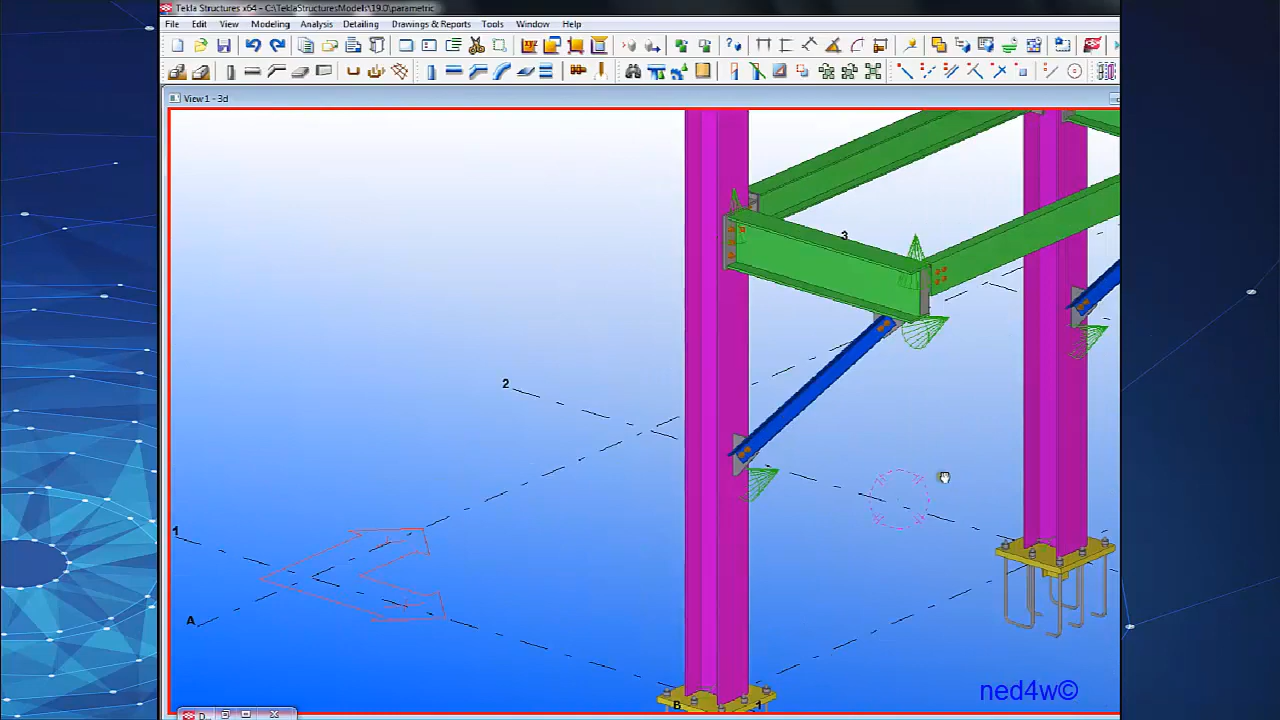 Tekla Structures x64 - C:\TeklaStructuresModels\19.0\parametric
File Edit View Modeling Analysis Detailing Drawings & Reports Tools Window Help
View 1 - 3d
3
2
1
A
B
1
ned4w©
D...